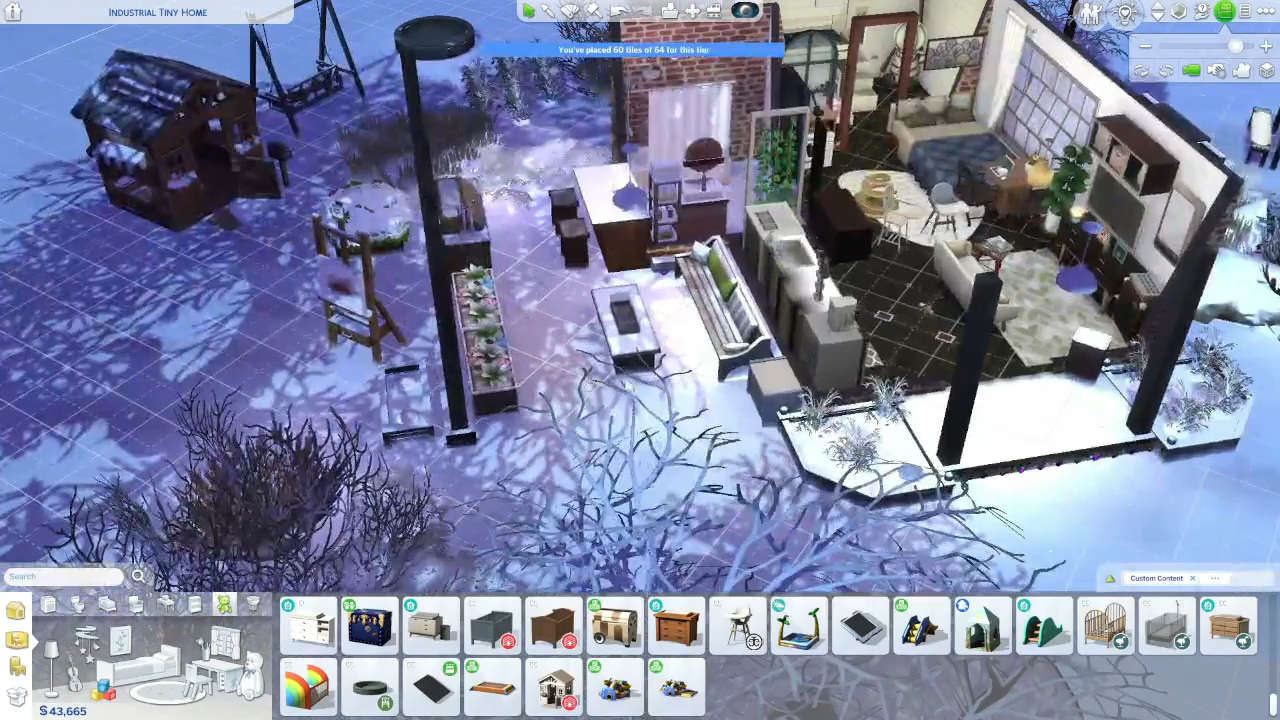 INDUSTRIAL TINY HOME
You've placed 60 tiles of 64 for this tier
Search
Custom Content
$43,665